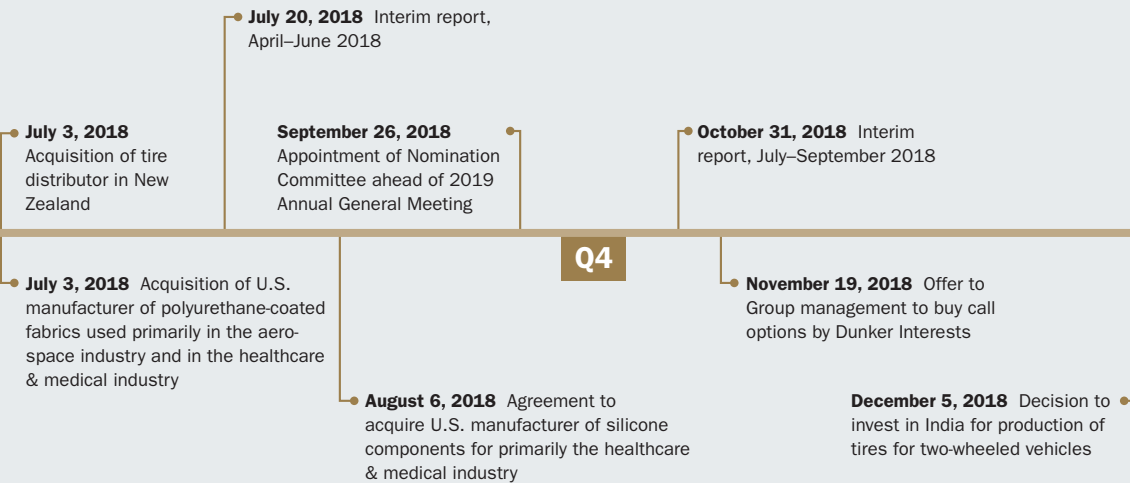 July 20, 2018 Interim report,
April–June 2018
July 3, 2018
Acquisition of tire
distributor in New
Zealand
September 26, 2018
Appointment of Nomination
Committee ahead of 2019
Annual General Meeting
October 31, 2018 Interim
report, July–September 2018
Q4
July 3, 2018 Acquisition of U.S.
manufacturer of polyurethane-coated
fabrics used primarily in the aero-
space industry and in the healthcare
& medical industry
November 19, 2018 Offer to
Group management to buy call
options by Dunker Interests
August 6, 2018 Agreement to
acquire U.S. manufacturer of silicone
components for primarily the healthcare
& medical industry
December 5, 2018 Decision to
invest in India for production of
tires for two-wheeled vehicles